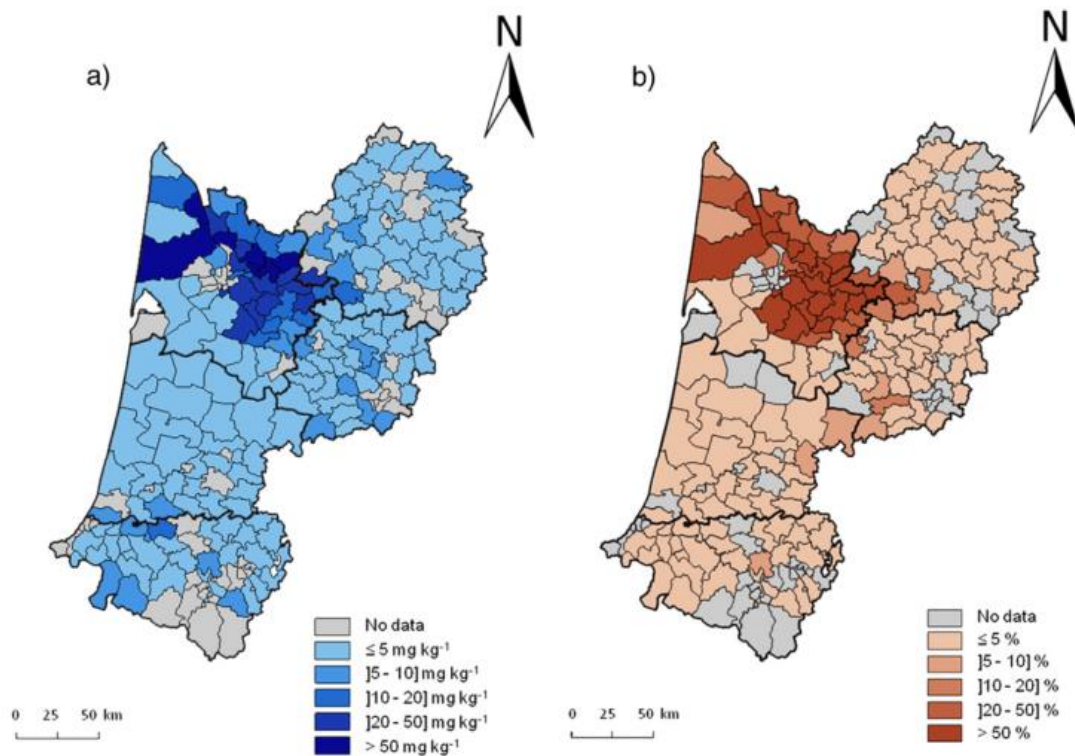 a)
N
No data
≤ 5 mg kg⁻¹
]5 - 10] mg kg⁻¹
]10 - 20] mg kg⁻¹
]20 - 50] mg kg⁻¹
> 50 mg kg⁻¹
0 25 50 km
b)
N
No data
≤ 5 %
]5 - 10] %
]10 - 20] %
]20 - 50] %
> 50 %
0 25 50 km